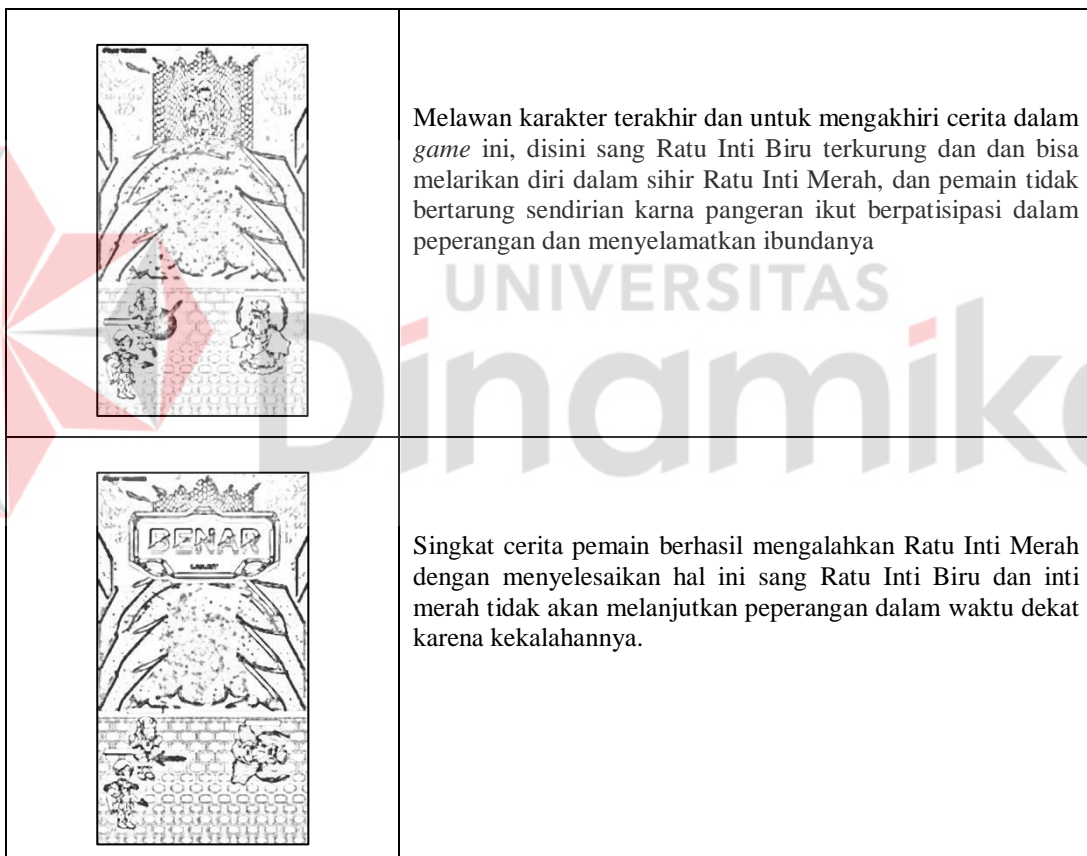 Melawan karakter terakhir dan untuk mengakhiri cerita dalam
game ini, disini sang Ratu Inti Biru terkurung dan dan bisa
melarikan diri dalam sihir Ratu Inti Merah, dan pemain tidak
bertarung sendirian karna pangeran ikut berpatisipasi dalam
peperangan dan menyelamatkan ibundanya
UNIVERSITAS
Dinamika
BENAR
LANJUT
Singkat cerita pemain berhasil mengalahkan Ratu Inti Merah
dengan menyelesaikan hal ini sang Ratu Inti Biru dan inti
merah tidak akan melanjutkan peperangan dalam waktu dekat
karena kekalahannya.